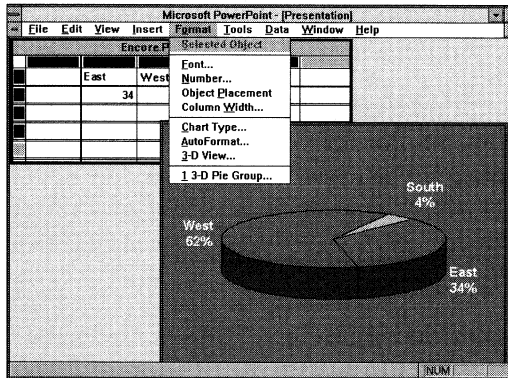 Microsoft PowerPoint - [Presentation]
File Edit View Insert Format Tools Data Window Help
Encore.P
Selected Object
Font...
Number...
Object Placement
Column Width...
Chart Type...
AutoFormat...
3-D View...
1 3-D Pie Group...
East West
34
South
4%
West
62%
East
34%
NUM